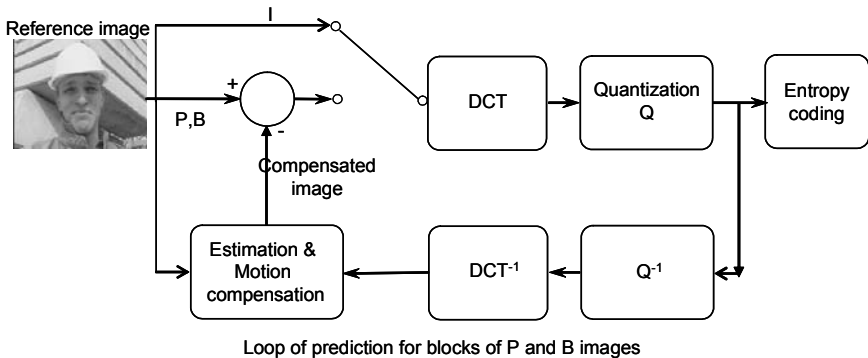 I
Reference image
+
P,B
-
Compensated
image
DCT
Quantization
Q
Entropy
coding
Estimation &
Motion
compensation
DCT-1
Q-1
Loop of prediction for blocks of P and B images